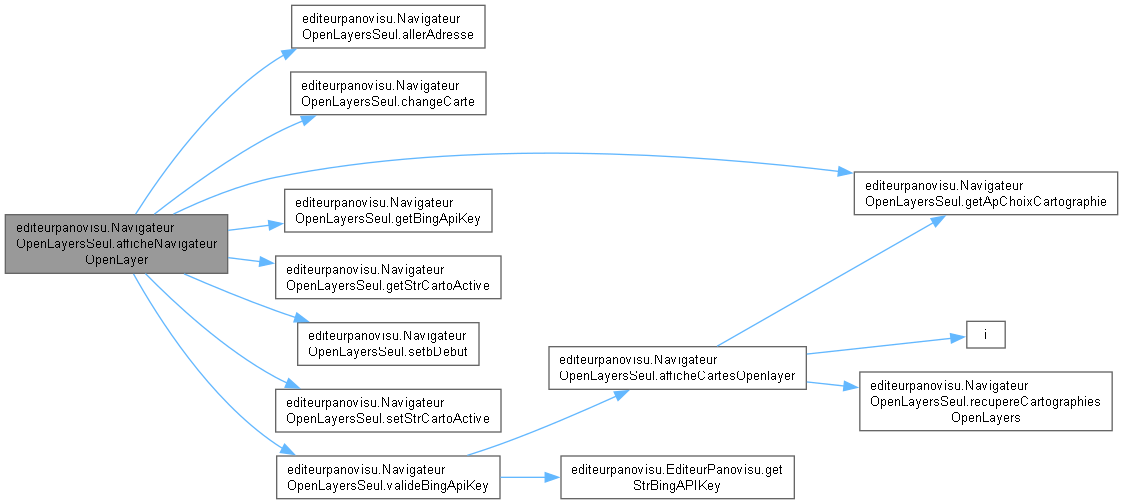 editeurpanovisu.Navigateur
OpenLayersSeul.allerAdresse
editeurpanovisu.Navigateur
OpenLayersSeul.changeCarte
editeurpanovisu.Navigateur
OpenLayersSeul.getApChoixCartographie
editeurpanovisu.Navigateur
OpenLayersSeul.getBingApiKey
editeurpanovisu.Navigateur
OpenLayersSeul.afficheNavigateur
OpenLayer
editeurpanovisu.Navigateur
OpenLayersSeul.getStrCartoActive
editeurpanovisu.Navigateur
OpenLayersSeul.setbDebut
i
editeurpanovisu.Navigateur
OpenLayersSeul.afficheCartesOpenlayer
editeurpanovisu.Navigateur
OpenLayersSeul.recupereCartographies
OpenLayers
editeurpanovisu.Navigateur
OpenLayersSeul.setStrCartoActive
editeurpanovisu.Navigateur
OpenLayersSeul.valideBingApiKey
editeurpanovisu.EditeurPanovisu.get
StrBingAPIKey